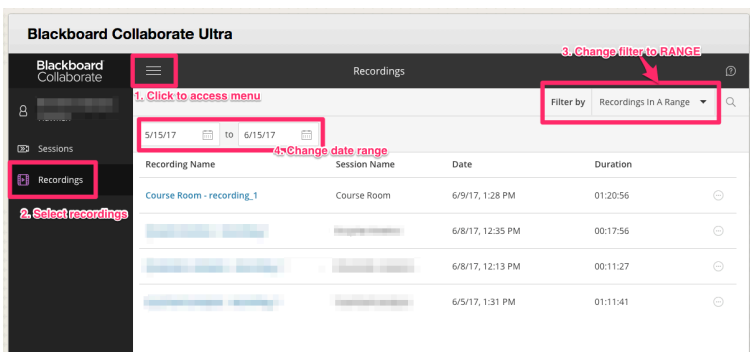 Blackboard Collaborate Ultra
Blackboard
Collaborate
Recordings
3. Change filter to RANGE
1. Click to access menu
Filter by Recordings In A Range
5/15/17 to 6/15/17
4. Change date range
Sessions
Recordings
2. Select recordings
Recording Name Session Name Date Duration
Course Room - recording_1 Course Room 6/9/17, 1:28 PM 01:20:56
6/8/17, 12:35 PM 00:17:56
6/8/17, 12:13 PM 00:11:27
6/5/17, 1:31 PM 01:11:41